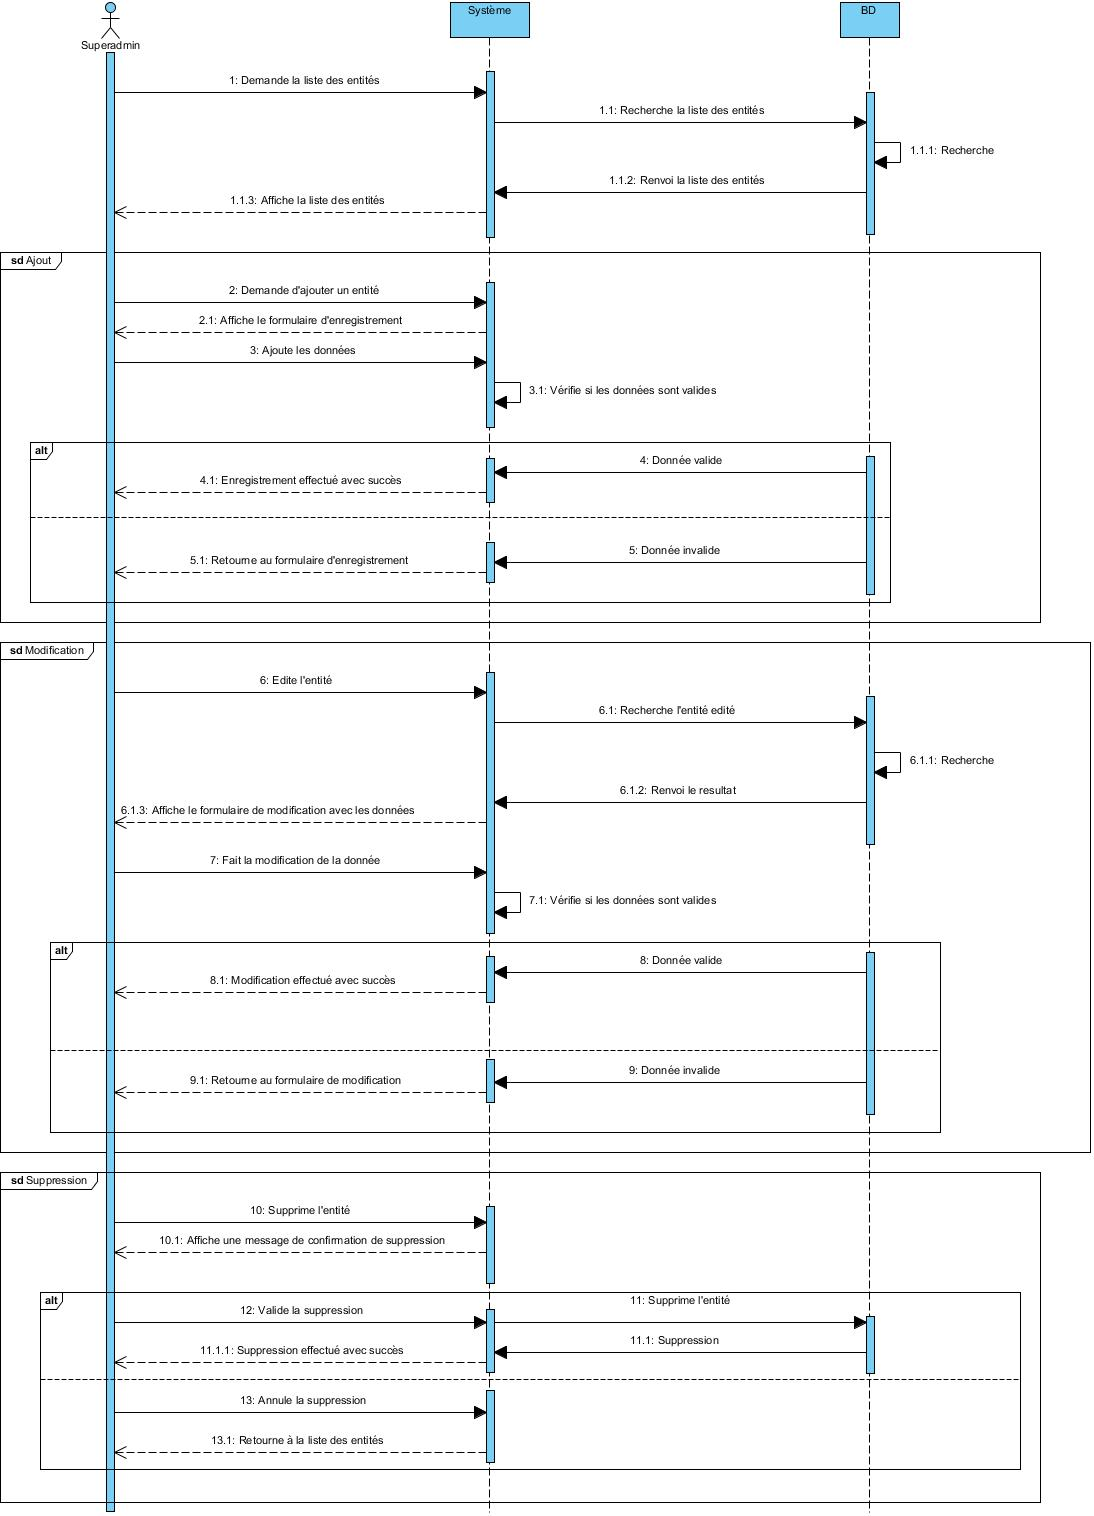 Superadmin
Système
BD
1: Demande la liste des entités
1.1: Recherche la liste des entités
1.1.1: Recherche
1.1.2: Renvoi la liste des entités
1.1.3: Affiche la liste des entités
sd Ajout
2: Demande d'ajouter un entité
2.1: Affiche le formulaire d'enregistrement
3: Ajoute les données
3.1: Vérifie si les données sont valides
alt
4: Donnée valide
4.1: Enregistrement effectué avec succès
5: Donnée invalide
5.1: Retourne au formulaire d'enregistrement
sd Modification
6: Edite l'entité
6.1: Recherche l'entité edité
6.1.1: Recherche
6.1.2: Renvoi le resultat
6.1.3: Affiche le formulaire de modification avec les données
7: Fait la modification de la donnée
7.1: Vérifie si les données sont valides
alt
8: Donnée valide
8.1: Modification effectué avec succès
9: Donnée invalide
9.1: Retourne au formulaire de modification
sd Suppression
10: Supprime l'entité
10.1: Affiche une message de confirmation de suppression
alt
11: Supprime l'entité
12: Valide la suppression
11.1: Suppression
11.1.1: Suppression effectué avec succès
13: Annule la suppression
13.1: Retourne à la liste des entités